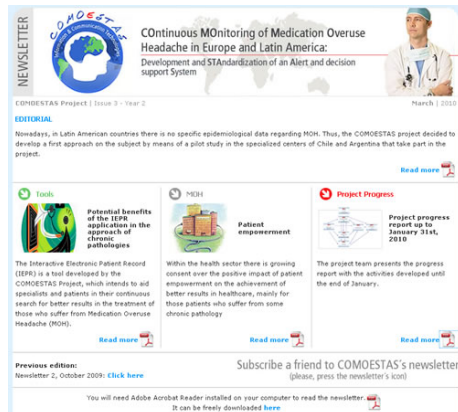 NEWSLETTER
COMOESTAS
Information & Communication Technologies
COntinuous MOnitoring of Medication Overuse
Headache in Europe and Latin America:
Development and STAndardization of an Alert and decision
support System
COMOESTAS Project | Issue 3 - Year 2
March | 2010
EDITORIAL
Nowadays, in Latin American countries there is no specific epidemiological data regarding MOH. Thus, the COMOESTAS project decided to
develop a first approach on the subject by means of a pilot study in the specialized centers of Chile and Argentina that take part in the
project.
Read more
Tools
Potential benefits
of the IEPR
application in the
approach of
chronic
pathologies
The Interactive Electronic Patient Record
(IEPR) is a tool developed by the
COMOESTAS Project, which intends to aid
specialists and patients in their continuous
search for better results in the treatment of
those who suffer from Medication Overuse
Headache (MOH).
Read more
MOH
Patient
empowerment
Within the health sector there is growing
consent over the positive impact of patient
empowerment on the achievement of
better results in healthcare, mainly for
those patients who suffer from some
chronic pathology
Read more
Project Progress
Project progress
report up to
January 31st,
2010
The project team presents the progress
report with the activities developed until
the end of January.
Read more
Previous edition:
Newsletter 2, October 2009: Click here
Subscribe a friend to COMOESTAS´s newsletter
(please, press the newsletter's icon)
You will need Adobe Acrobat Reader installed on your computer to read the newsletter.
It can be freely downloaded here